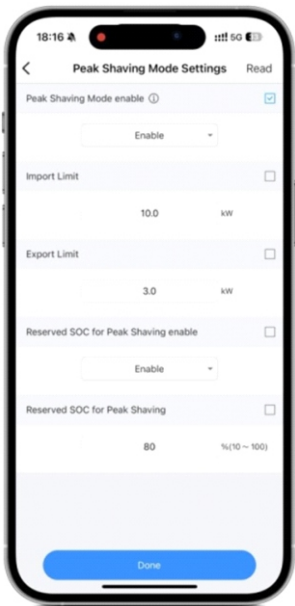 18:16 5G
Peak Shaving Mode Settings Read
Peak Shaving Mode enable
Enable
Import Limit
10.0 kW
Export Limit
3.0 kW
Reserved SOC for Peak Shaving enable
Enable
Reserved SOC for Peak Shaving
80 %(10 ~ 100)
Done